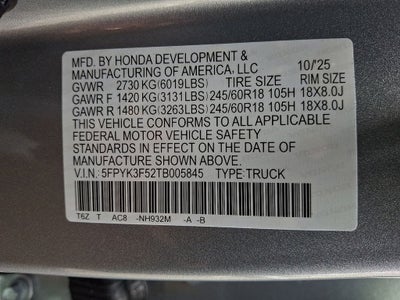 MFD. BY HONDA DEVELOPMENT & 10/'25
MANUFACTURING OF AMERICA, LLC
GVWR 2730 KG(6019LBS) TIRE SIZE RIM SIZE
GAWR F 1420 KG(3131LBS) 245/60R18 105H 18X8.0J
GAWR R 1480 KG(3263LBS) 245/60R18 105H 18X8.0J
THIS VEHICLE CONFORMS TO ALL APPLICABLE
FEDERAL MOTOR VEHICLE SAFETY
STANDARDS IN EFFECT ON THE DATE OF
MANUFACTURE SHOWN ABOVE.
V.I.N.: 5FPYK3F52TB005845 TYPE:TRUCK
T6Z T AC8 -NH932M -A -B